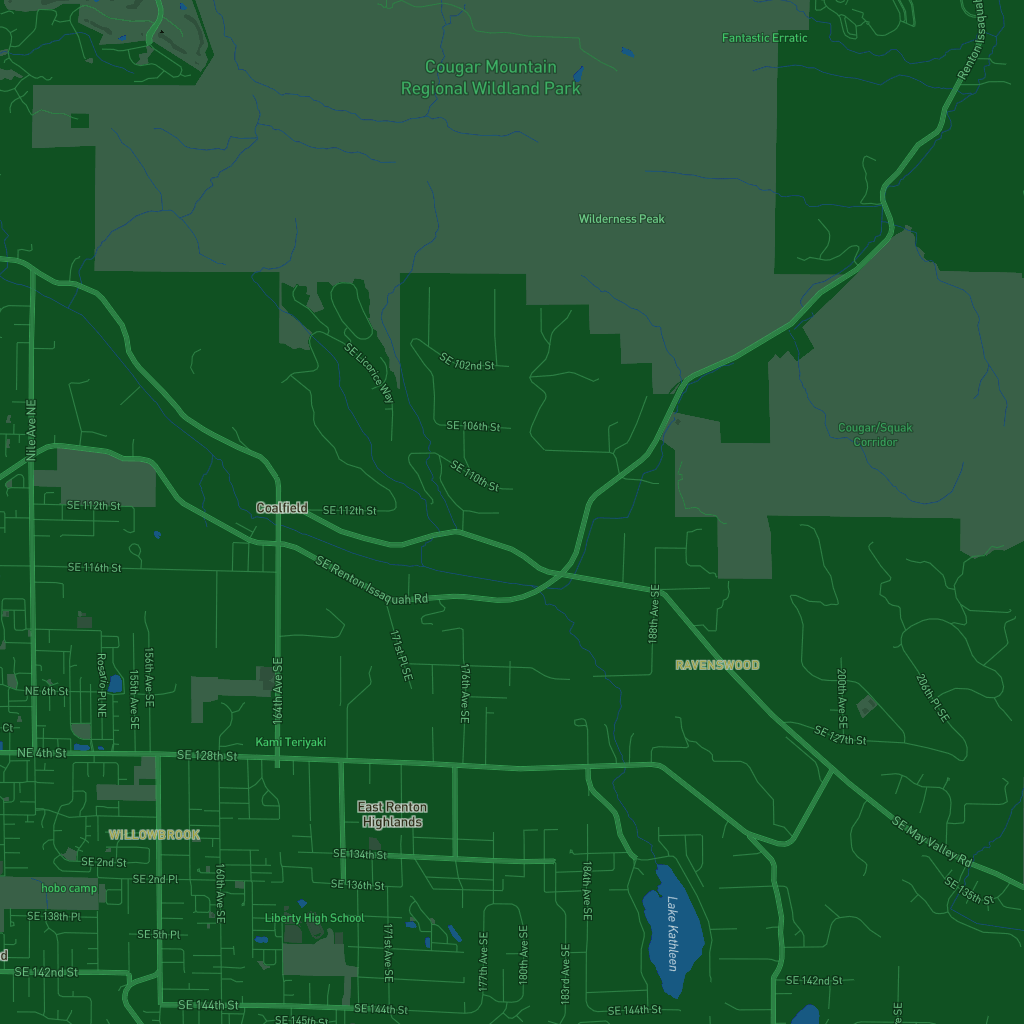 Fantastic Erratic
Renton Issaquah
Cougar Mountain
Regional Wildland Park
Wilderness Peak
SE Licorice Way
SE 102nd St
Nile Ave NE
SE 106th St
Cougar/Squak
Corridor
SE 110th St
SE 112th St
Coalfield
SE 112th St
SE 116th St
SE Renton Issaquah Rd
188th Ave SE
171st Pl SE
RAVENSWOOD
Rosario Pl NE
155th Ave SE
156th Ave SE
164th Ave SE
176th Ave SE
200th Ave SE
206th Pl SE
NE 6th St
Ct
SE 127th St
Kami Teriyaki
NE 4th St
SE 128th St
East Renton
Highlands
WILLOWBROOK
SE May Valley Rd
SE 134th St
SE 2nd St
SE 2nd Pl
SE 136th St
160th Ave SE
186th Ave SE
SE 135th St
hobo camp
SE 138th Pl
Liberty High School
Lake Kathleen
SE 5th Pl
171st Ave SE
177th Ave SE
180th Ave SE
183rd Ave SE
d
SE 142nd St
SE 142nd St
SE 144th St
SE 144th St
SE 144th St
SE 145th St
Ave SE